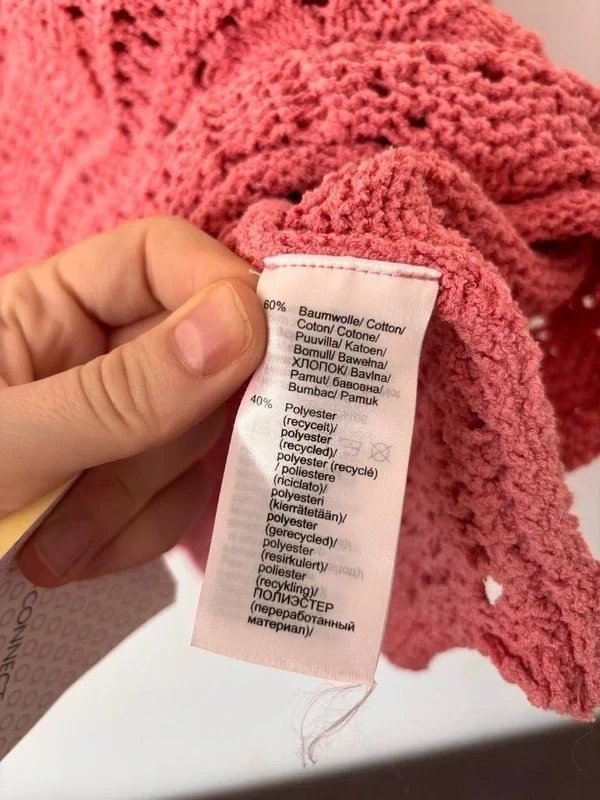 60% Baumwolle/ Cotton/
Coton/ Cotone/
Puuvilla/ Katoen/
Bomull/ Bawełna/
ХЛОПОК/ Bavlna/
Pamut/ бавовна/
Bumbac/ Pamuk
40% Polyester
(recycelt)/
polyester
(recycled)/
polyester (recyclé)
/ poliestere
(riciclato)/
polyesteri
(kierrätetään)/
polyester
(gerecycled)/
polyester
(resirkulert)/
poliester
(recykling)/
ПОЛИЭСТЕР
(переработанный
материал)/
CONNECT